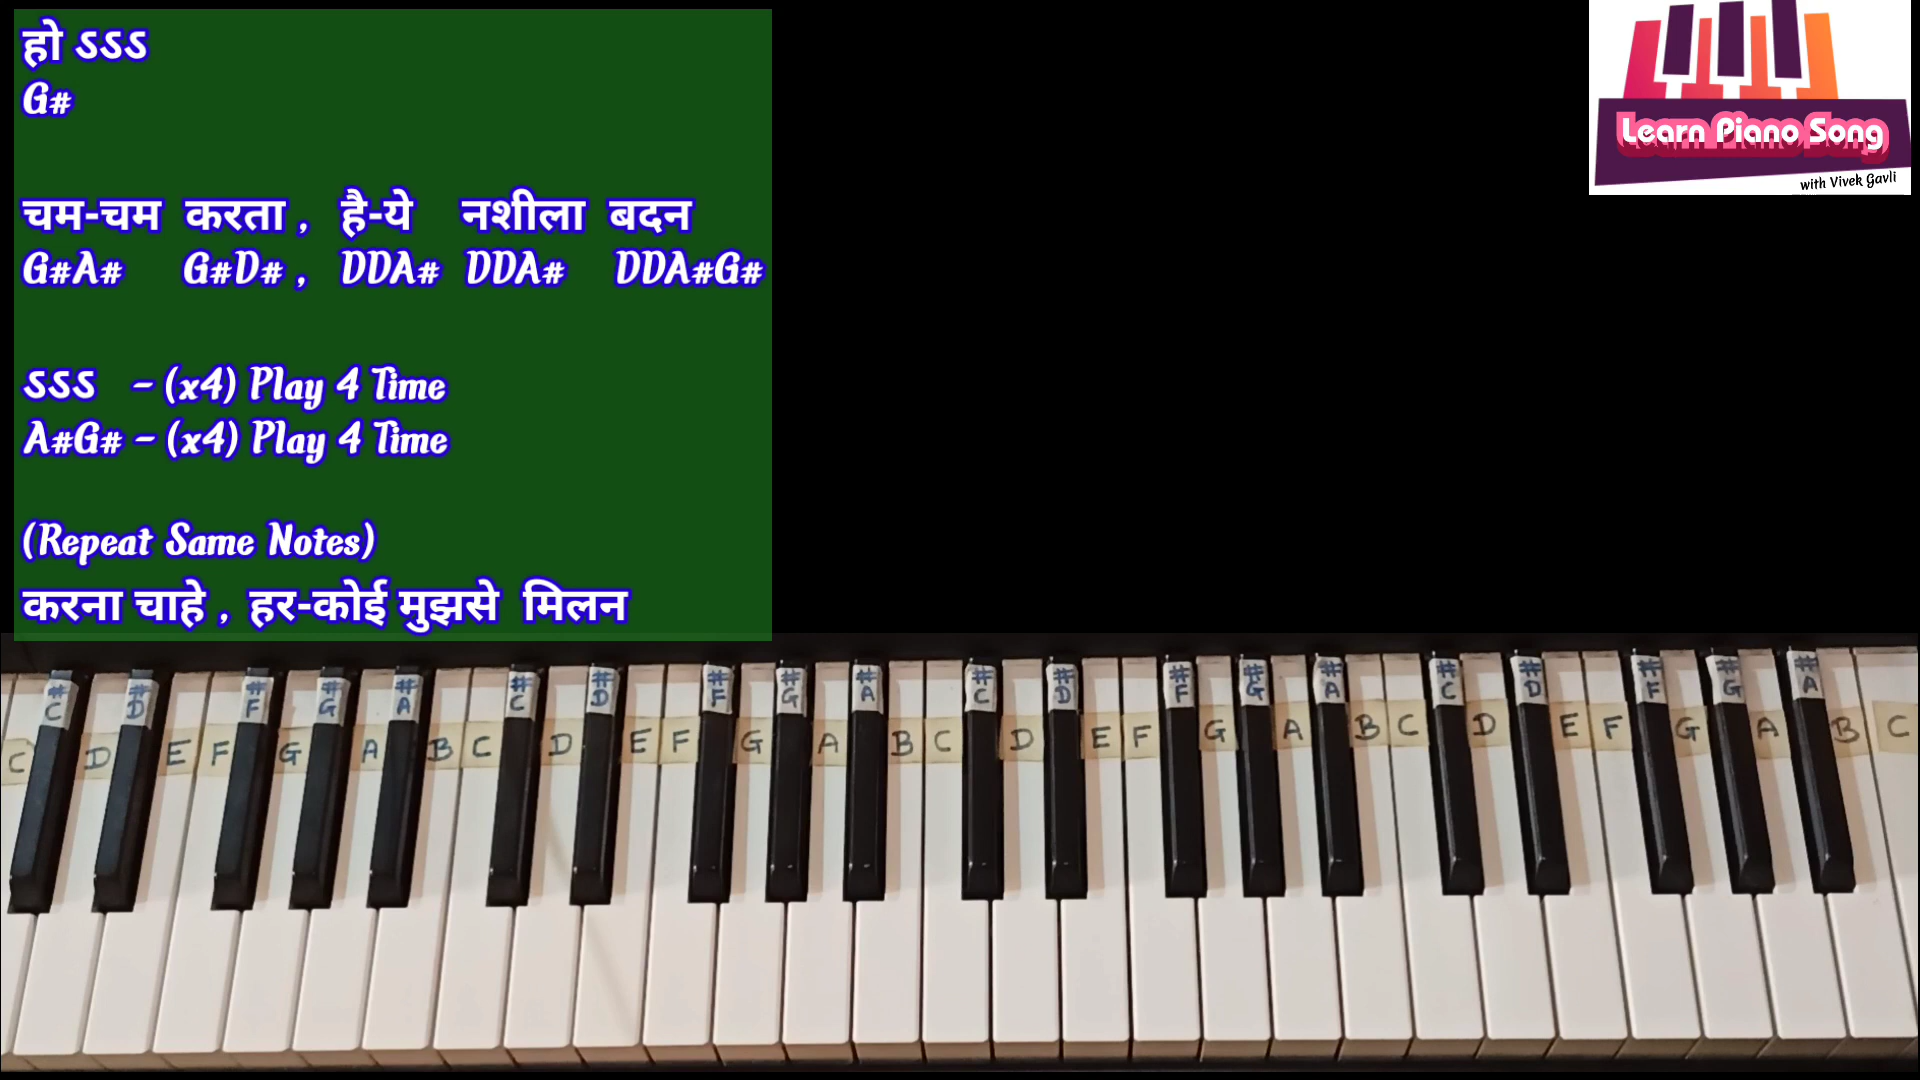 हो ऽऽऽ
G#
चम-चम करता , है-ये नशीला बदन
G#A# G#D# , DDA# DDA# DDA#G#
ऽऽऽ – (x4) Play 4 Time
A#G# – (x4) Play 4 Time
(Repeat Same Notes)
करना चाहे , हर-कोई मुझसे मिलन
Learn Piano Song
with Vivek Gavli
#C #D #F #G #A #C #D #F #G #A #C #D #F #G #A #C #D #F #G #A
C D E F G A B C D E F G A B C D E F G A B C D E F G A B C